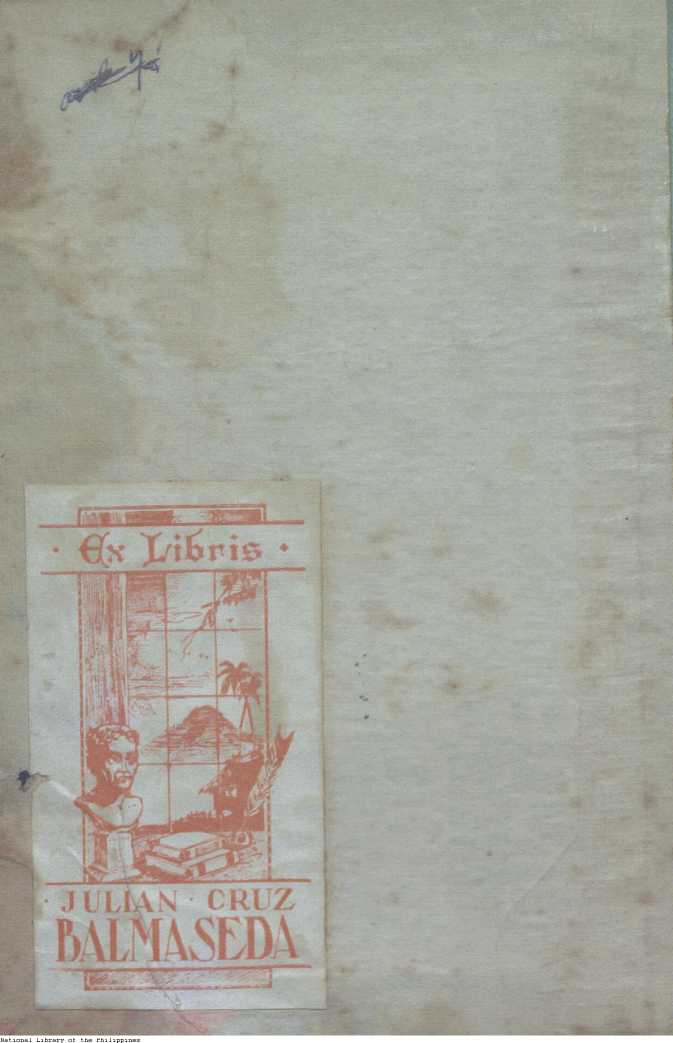 · Ex Libris ·
· JULIAN · CRUZ
BALMASEDA
National Library of the Philippines